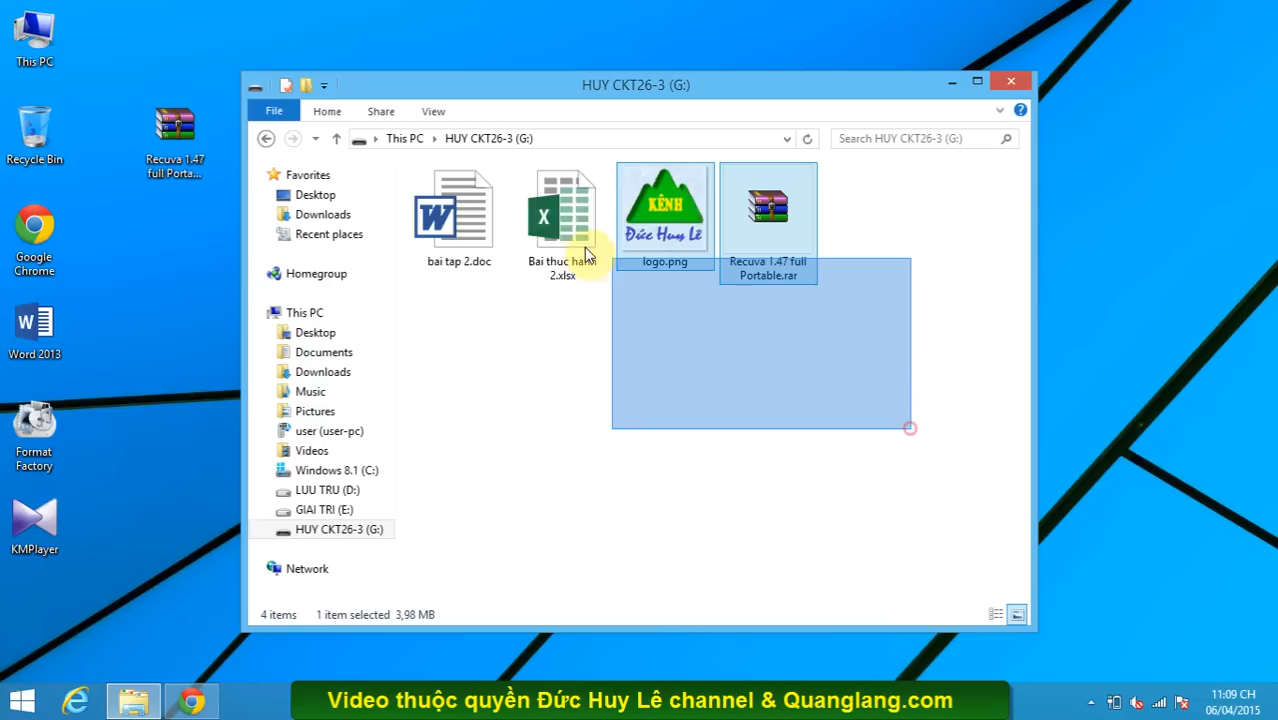 This PC
Recycle Bin
Google
Chrome
Word 2013
Format
Factory
KMPlayer
Recuva 1.47
full Porta...
HUY CKT26-3 (G:)
File
Home
Share
View
This PC
HUY CKT26-3 (G:)
Search HUY CKT26-3 (G:)
Favorites
Desktop
Downloads
Recent places
Homegroup
This PC
Desktop
Documents
Downloads
Music
Pictures
user (user-pc)
Videos
Windows 8.1 (C:)
LUU TRU (D:)
GIAI TRI (E:)
HUY CKT26-3 (G:)
Network
bai tap 2.doc
Bai thuc hanh
2.xlsx
KÊNH
Đức Huy Lê
logo.png
Recuva 1.47 full
Portable.rar
4 items
1 item selected 3,98 MB
Video thuộc quyền Đức Huy Lê channel & Quanglang.com
11:09 CH
06/04/2015